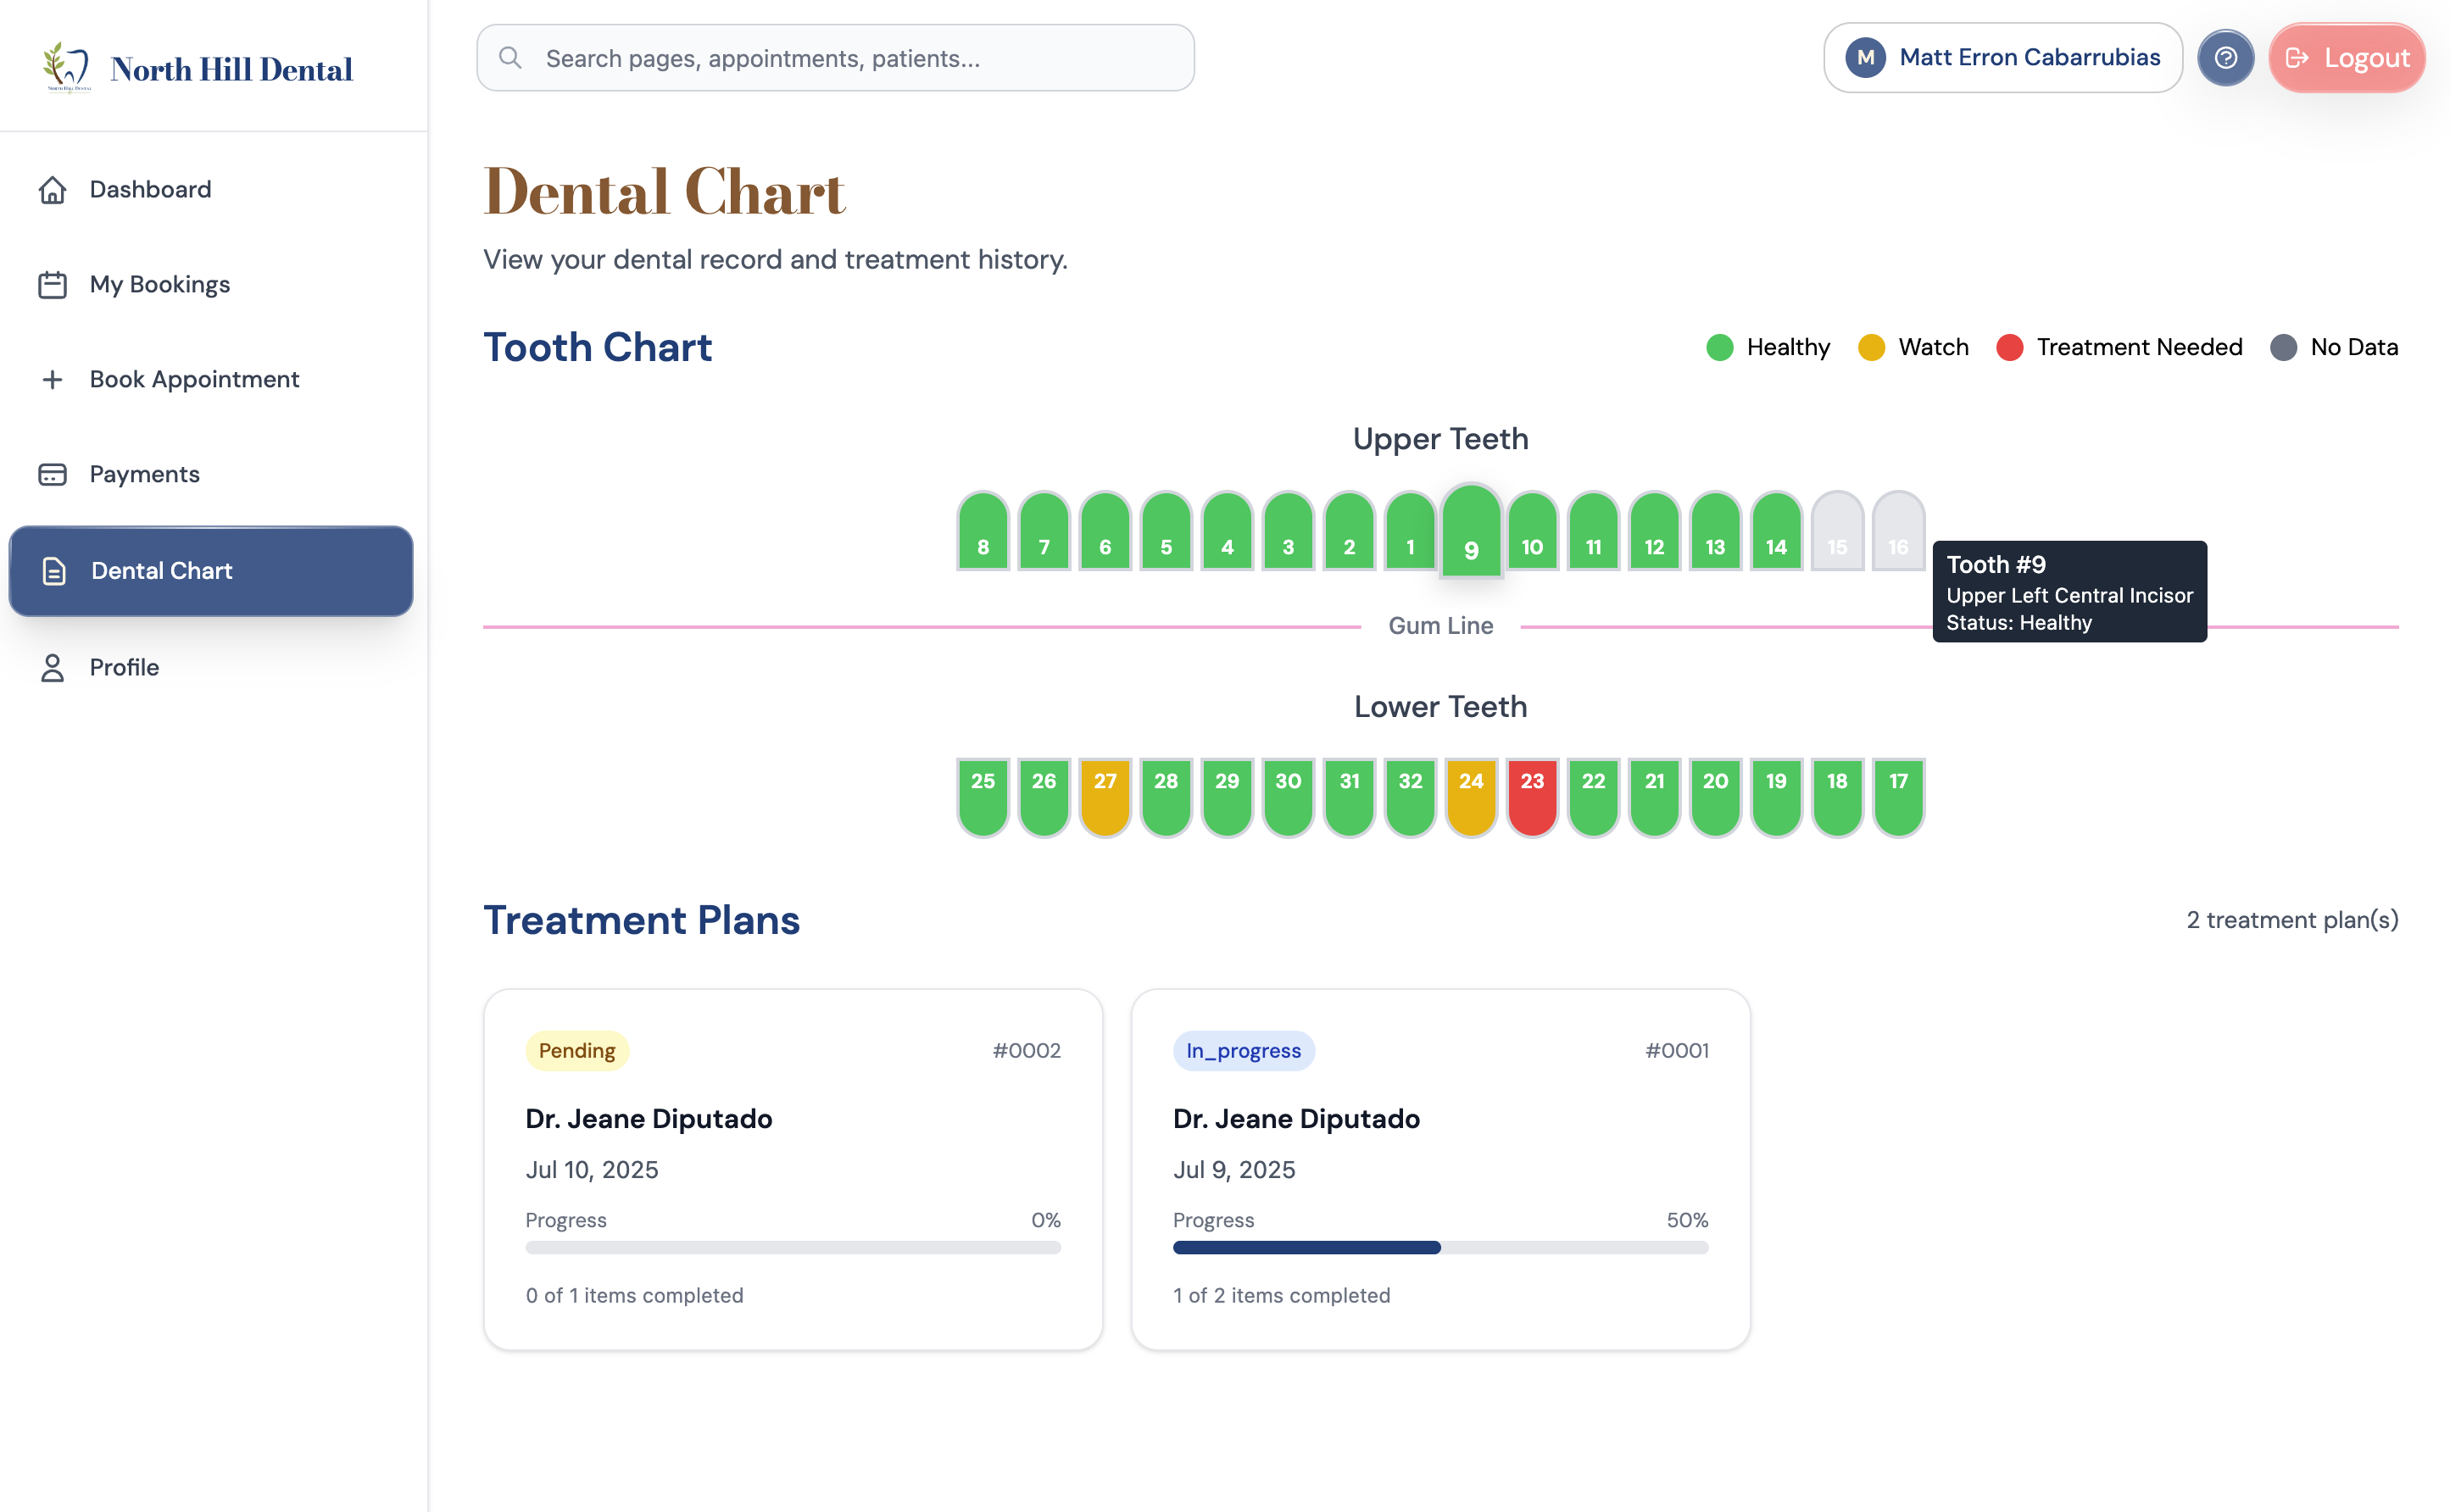 North Hill Dental
NORTH HILL DENTAL
Search pages, appointments, patients...
M
Matt Erron Cabarrubias
Logout
Dashboard
My Bookings
Book Appointment
Payments
Dental Chart
Profile
Dental Chart
View your dental record and treatment history.
Tooth Chart
Healthy
Watch
Treatment Needed
No Data
Upper Teeth
8 7 6 5 4 3 2 1 9 10 11 12 13 14 15 16
Tooth #9
Upper Left Central Incisor
Status: Healthy
Gum Line
Lower Teeth
25 26 27 28 29 30 31 32 24 23 22 21 20 19 18 17
Treatment Plans
2 treatment plan(s)
Pending
#0002
Dr. Jeane Diputado
Jul 10, 2025
Progress
0%
0 of 1 items completed
In_progress
#0001
Dr. Jeane Diputado
Jul 9, 2025
Progress
50%
1 of 2 items completed